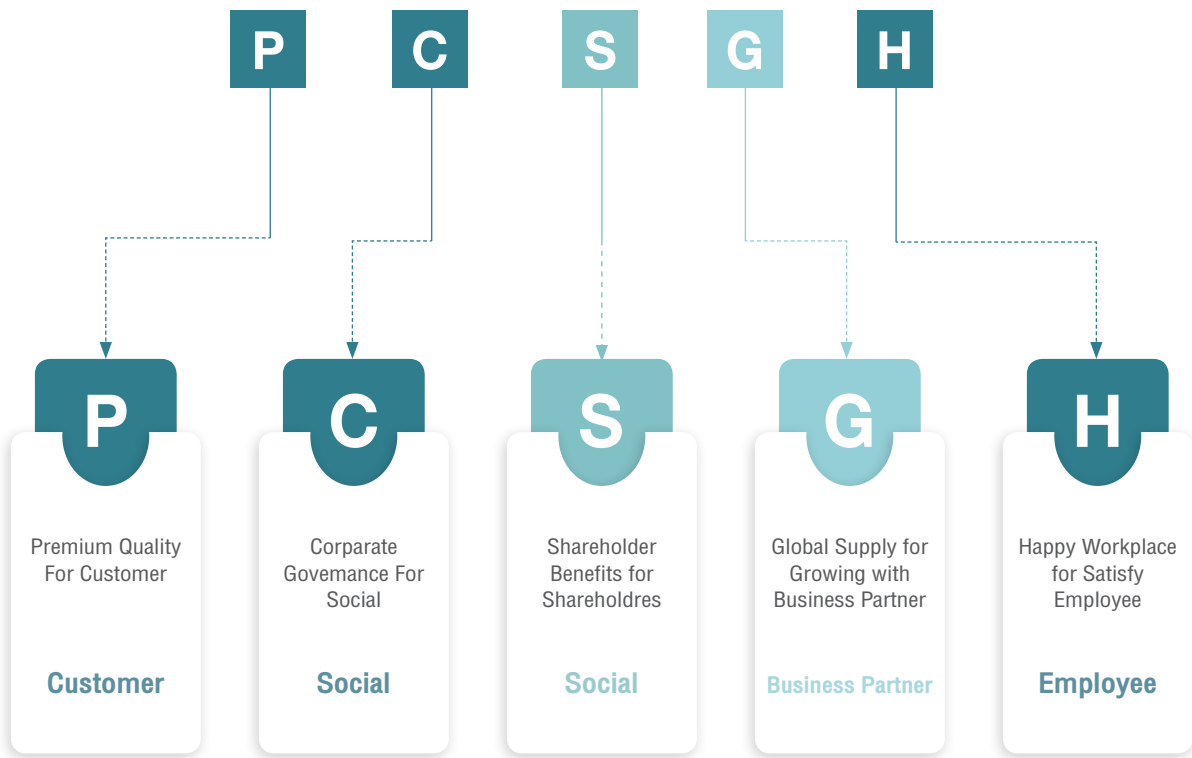 P
C
S
G
H
P
C
S
G
H
Premium Quality
For Customer
Corparate
Govemance For
Social
Shareholder
Benefits for
Shareholdres
Global Supply for
Growing with
Business Partner
Happy Workplace
for Satisfy
Employee
Customer
Social
Social
Business Partner
Employee